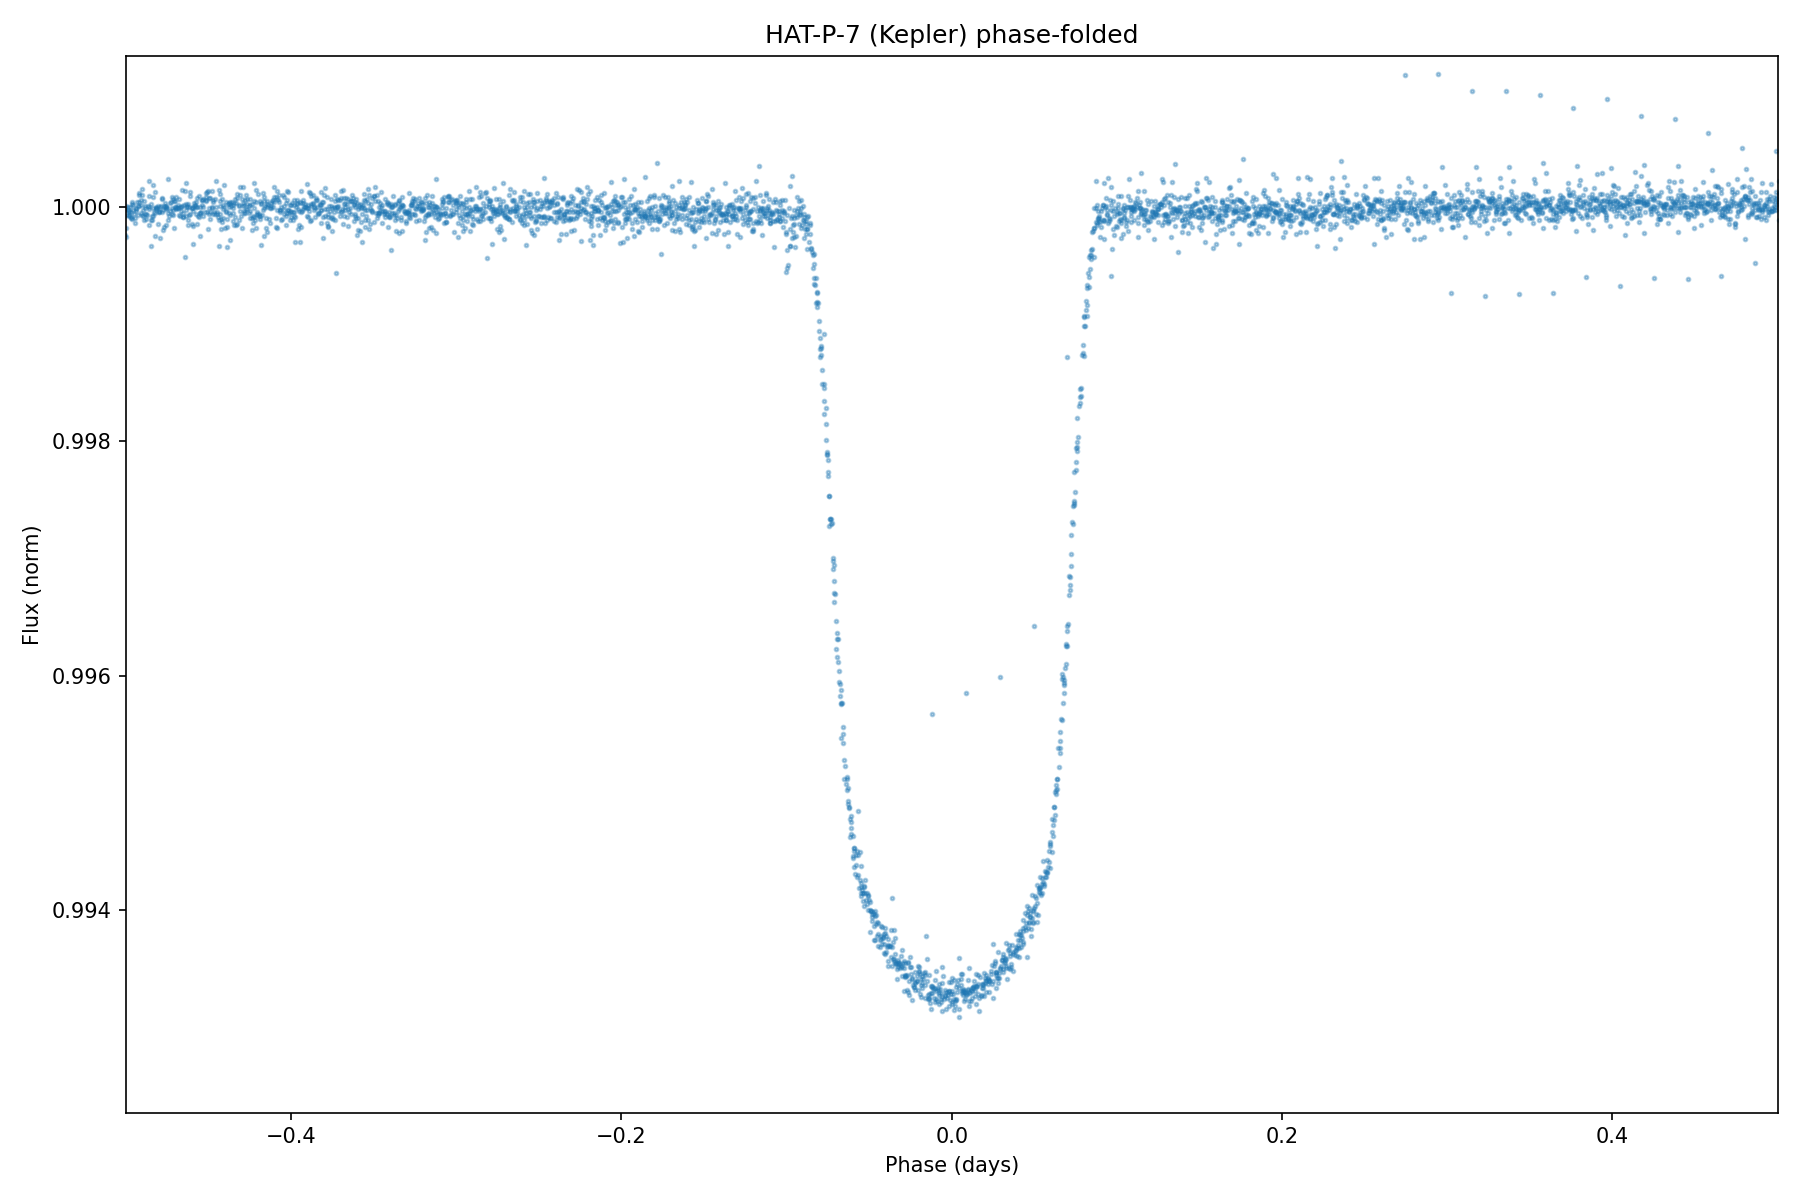 HAT-P-7 (Kepler) phase-folded
1.000
0.998
0.996
0.994
Flux (norm)
−0.4 −0.2 0.0 0.2 0.4
Phase (days)